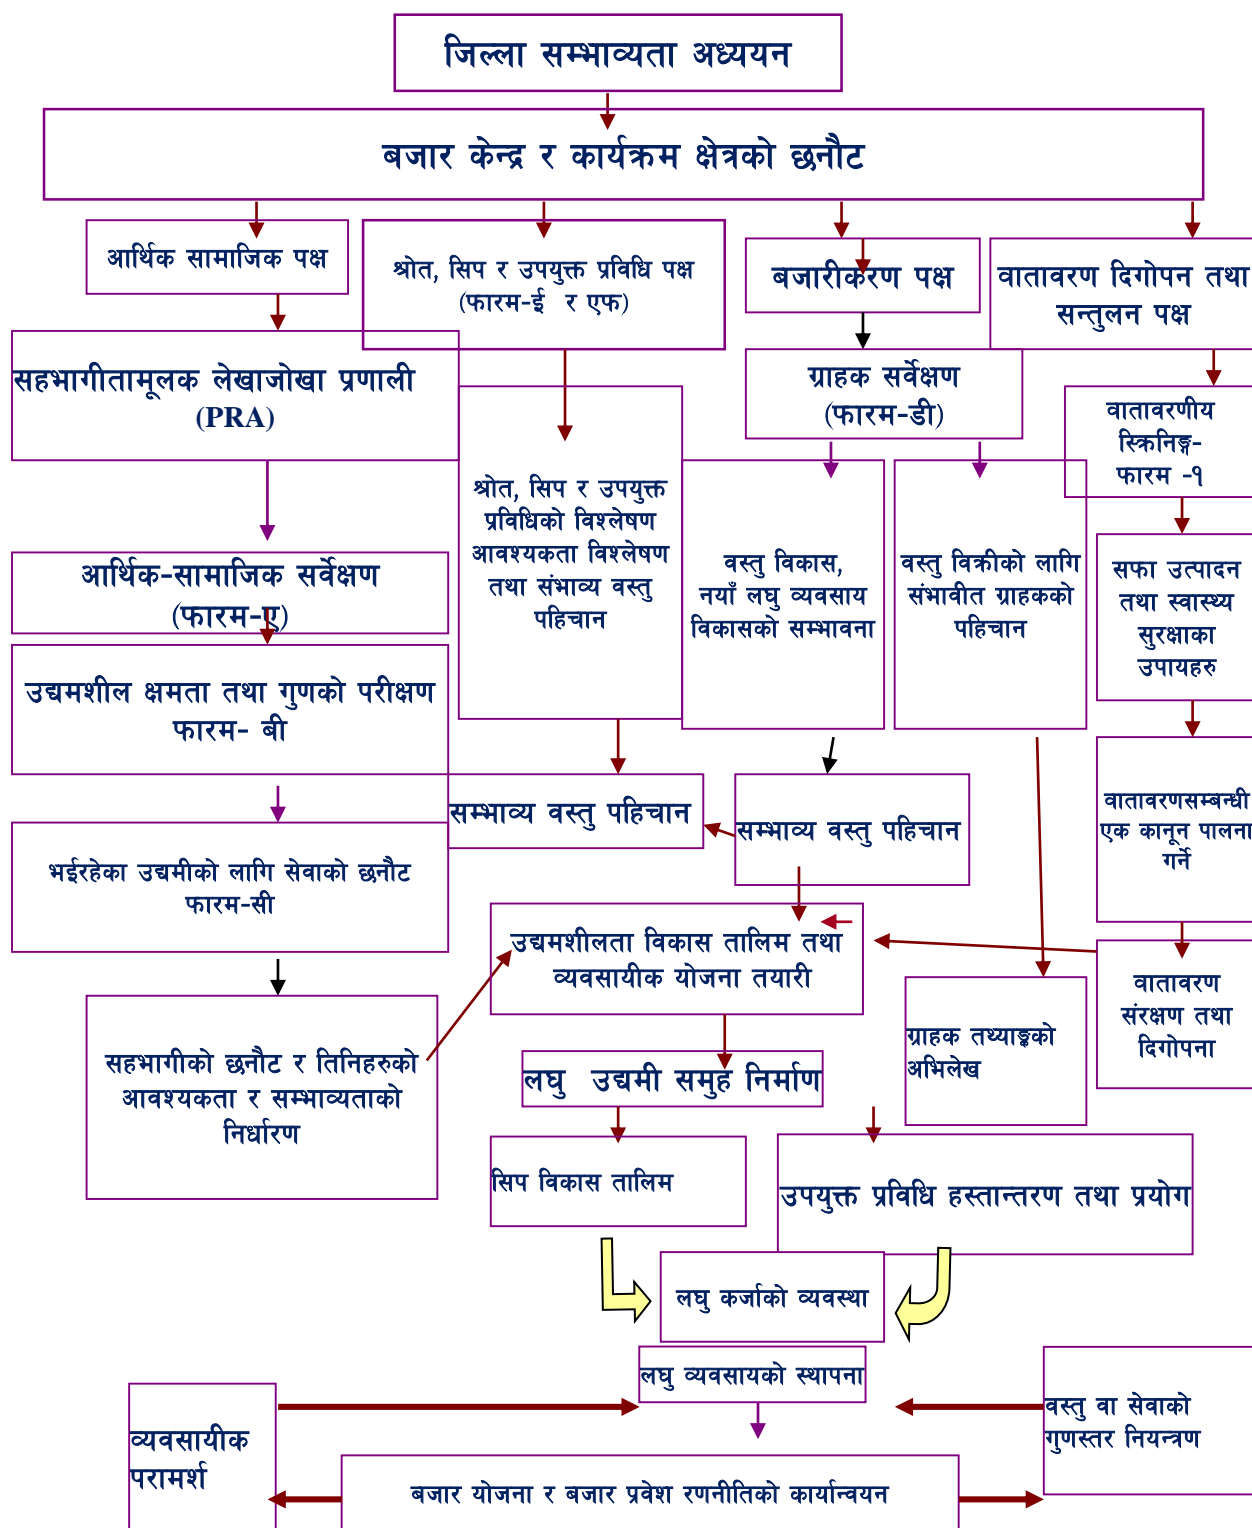 जिल्ला सम्भाव्यता अध्ययन
बजार केन्द्र र कार्यक्रम क्षेत्रको छनौट
आर्थिक सामाजिक पक्ष
श्रोत, सिप र उपयुक्त प्रविधि पक्ष
(फारम-ई र एफ)
बजारीकरण पक्ष
वातावरण दिगोपन तथा
सन्तुलन पक्ष
सहभागीतामूलक लेखाजोखा प्रणाली
(PRA)
ग्राहक सर्वेक्षण
(फारम-डी)
वातावरणीय
स्क्रिनिङ्ग-
फारम -१
श्रोत, सिप र उपयुक्त
प्रविधिको विश्लेषण
आवश्यकता विश्लेषण
तथा संभाव्य वस्तु
पहिचान
वस्तु विकास,
नयाँ लघु व्यवसाय
विकासको सम्भावना
वस्तु विक्रीको लागि
संभावीत ग्राहकको
पहिचान
सफा उत्पादन
तथा स्वास्थ्य
सुरक्षाका
उपायहरु
आर्थिक-सामाजिक सर्वेक्षण
(फारम-ए)
उद्यमशील क्षमता तथा गुणको परीक्षण
फारम- बी
सम्भाव्य वस्तु पहिचान
सम्भाव्य वस्तु पहिचान
वातावरणसम्बन्धी
एक कानून पालना
गर्ने
भईरहेका उद्यमीको लागि सेवाको छनौट
फारम-सी
उद्यमशीलता विकास तालिम तथा
व्यवसायीक योजना तयारी
वातावरण
संरक्षण तथा
दिगोपना
सहभागीको छनौट र तिनिहरुको
आवश्यकता र सम्भाव्यताको
निर्धारण
ग्राहक तथ्याङ्कको
अभिलेख
लघु उद्यमी समुह निर्माण
सिप विकास तालिम
उपयुक्त प्रविधि हस्तान्तरण तथा प्रयोग
लघु कर्जाको व्यवस्था
लघु व्यवसायको स्थापना
व्यवसायीक
परामर्श
वस्तु वा सेवाको
गुणस्तर नियन्त्रण
बजार योजना र बजार प्रवेश रणनीतिको कार्यान्वयन